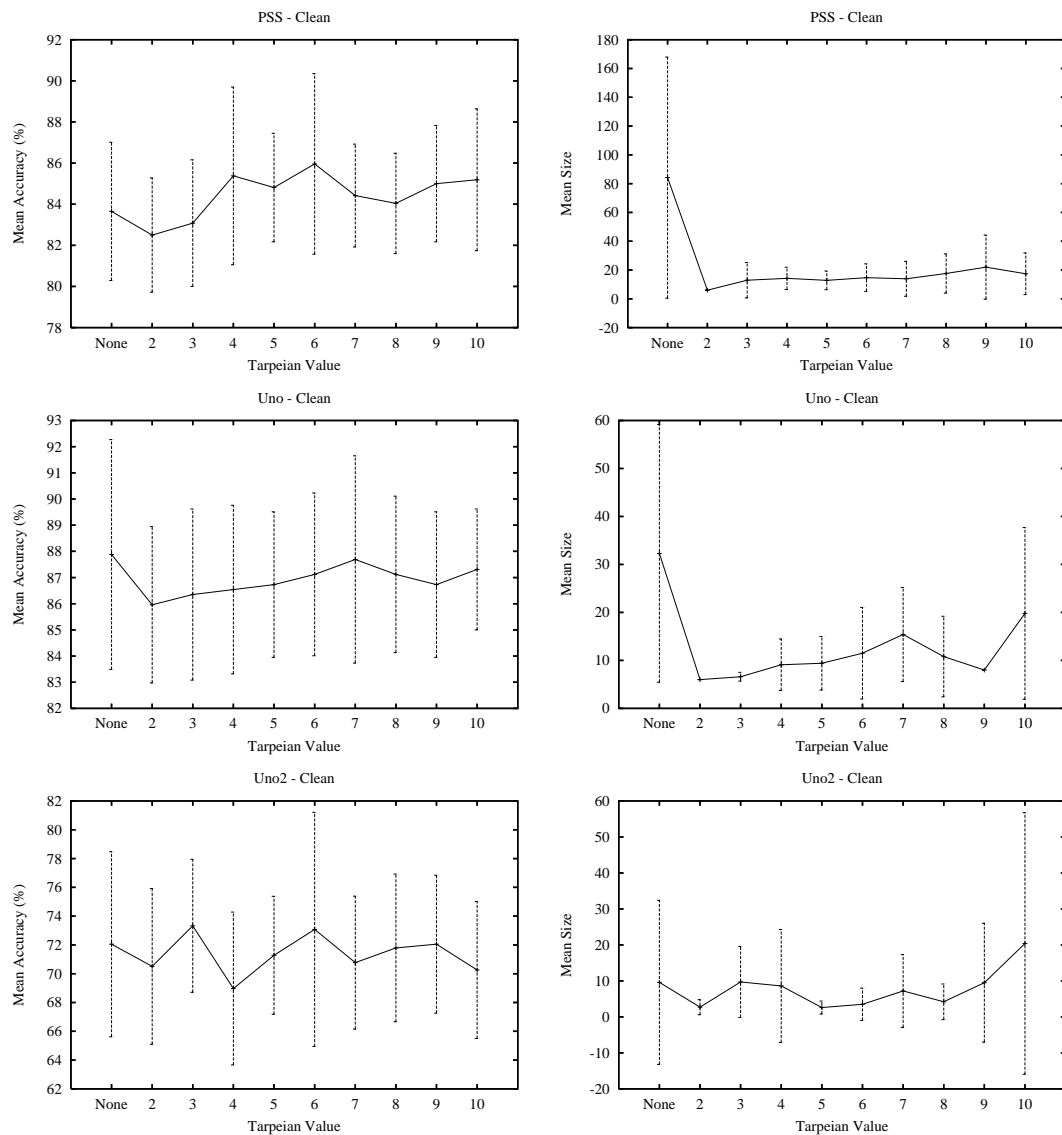 PSS - Clean
92
90
88
86
84
82
80
78
Mean Accuracy (%)
None 2 3 4 5 6 7 8 9 10
Tarpeian Value
PSS - Clean
180
160
140
120
100
80
60
40
20
0
-20
Mean Size
None 2 3 4 5 6 7 8 9 10
Tarpeian Value
Uno - Clean
93
92
91
90
89
88
87
86
85
84
83
82
Mean Accuracy (%)
None 2 3 4 5 6 7 8 9 10
Tarpeian Value
Uno - Clean
60
50
40
30
20
10
0
Mean Size
None 2 3 4 5 6 7 8 9 10
Tarpeian Value
Uno2 - Clean
82
80
78
76
74
72
70
68
66
64
62
Mean Accuracy (%)
None 2 3 4 5 6 7 8 9 10
Tarpeian Value
Uno2 - Clean
60
50
40
30
20
10
0
-10
-20
Mean Size
None 2 3 4 5 6 7 8 9 10
Tarpeian Value